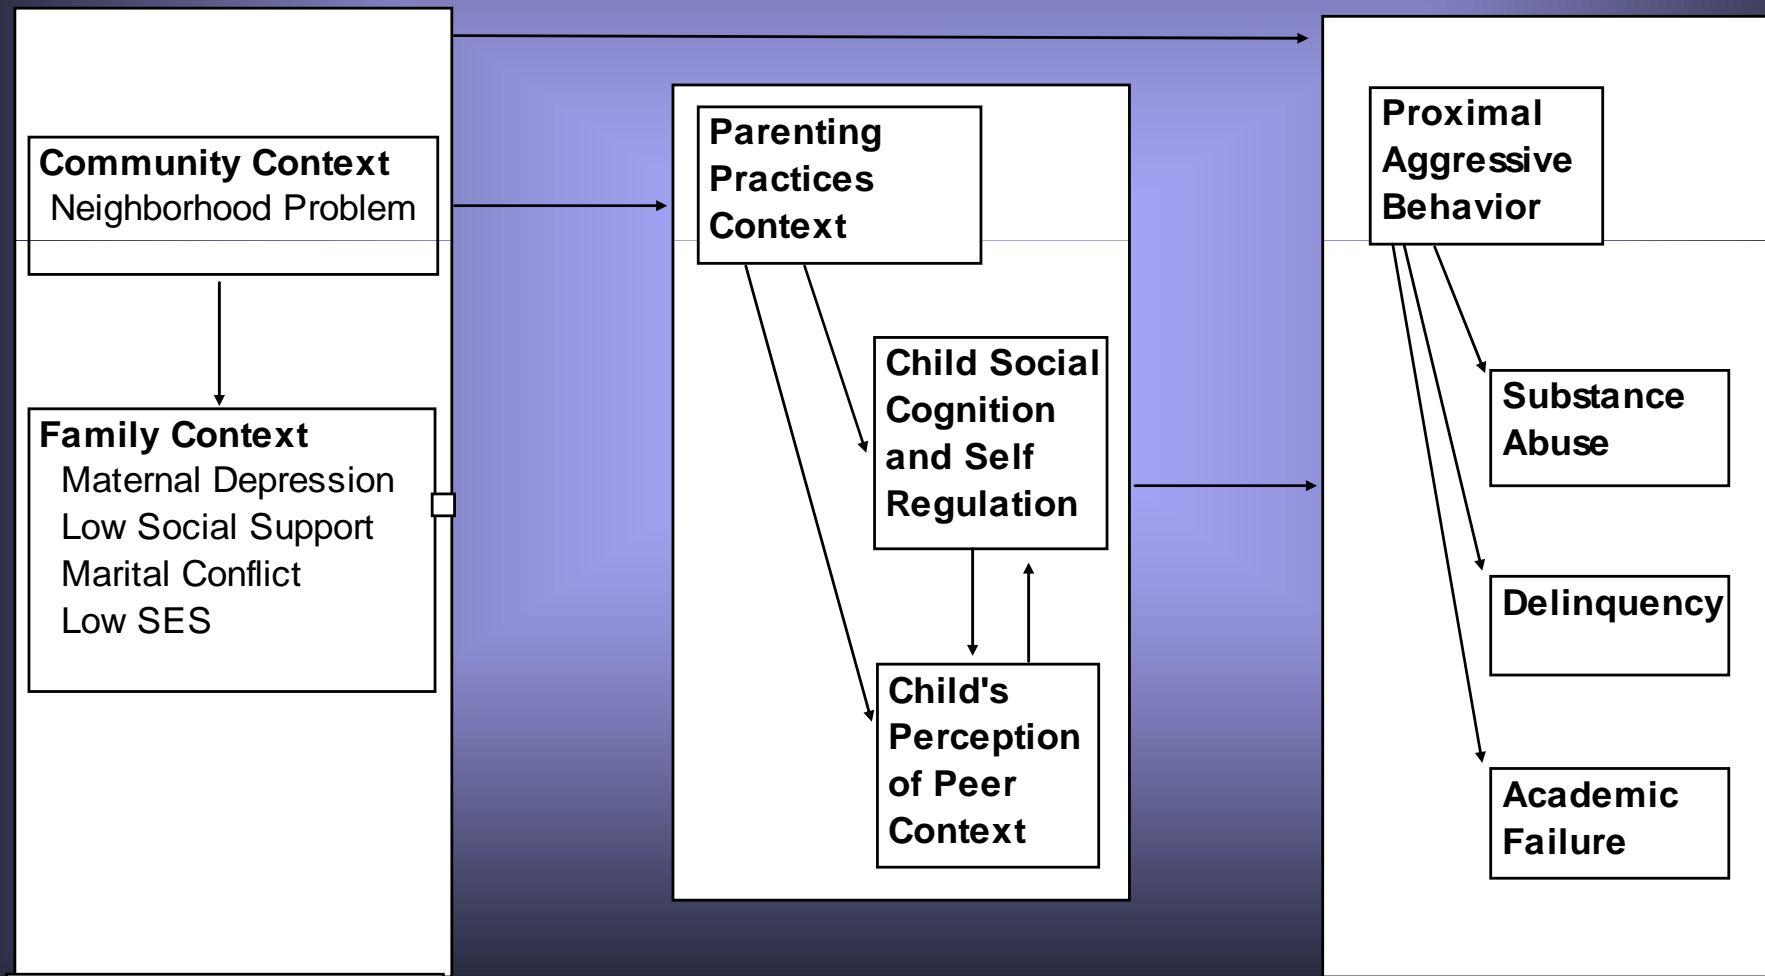 Community Context
Neighborhood Problem
Family Context
Maternal Depression
Low Social Support
Marital Conflict
Low SES
Parenting
Practices
Context
Child Social
Cognition
and Self
Regulation
Child's
Perception
of Peer
Context
Proximal
Aggressive
Behavior
Substance
Abuse
Delinquency
Academic
Failure